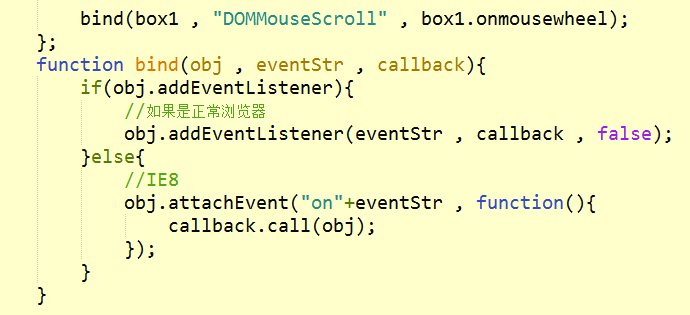 bind(box1 , "DOMMouseScroll" , box1.onmousewheel);
};
function bind(obj , eventStr , callback){
if(obj.addEventListener){
//如果是正常浏览器
obj.addEventListener(eventStr , callback , false);
}else{
//IE8
obj.attachEvent("on"+eventStr , function(){
callback.call(obj);
});
}
}